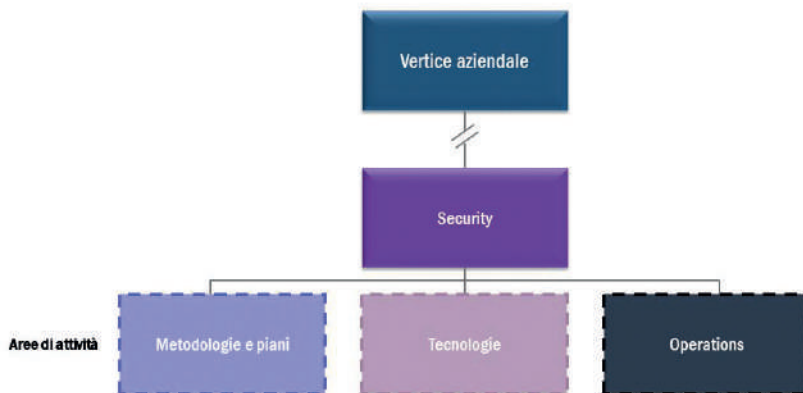 Vertice aziendale
Security
Aree di attività
Metodologie e piani
Tecnologie
Operations